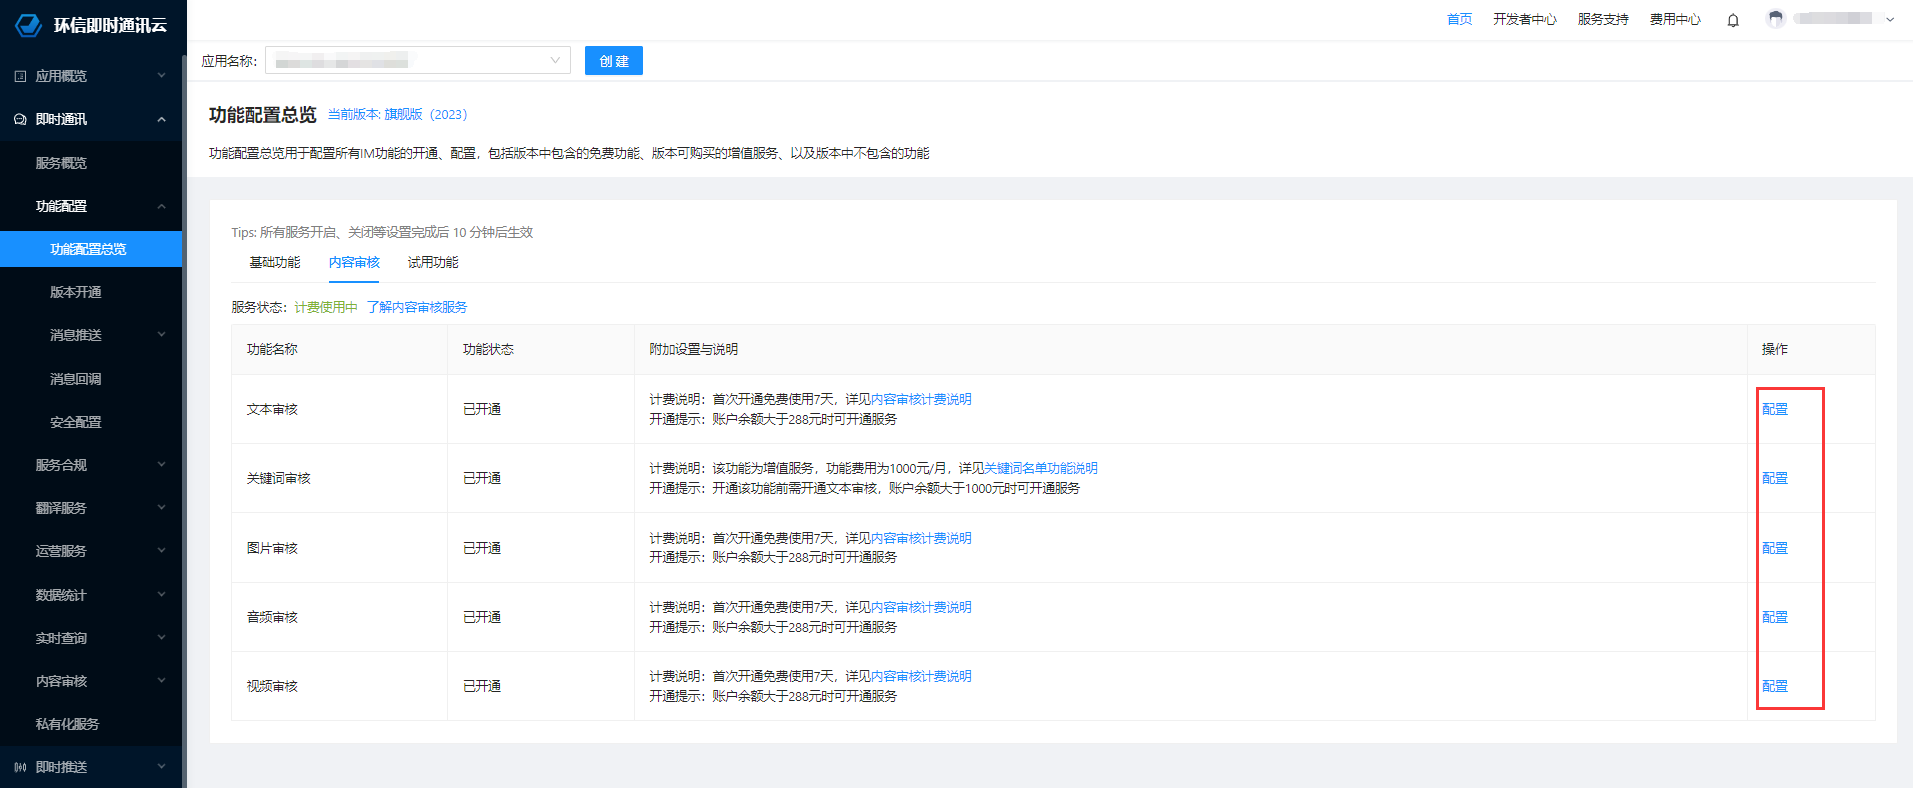 环信即时通讯云
首页 开发者中心 服务支持 费用中心
应用名称: 创 建
应用概览
即时通讯
服务概览
功能配置
功能配置总览
版本开通
消息推送
消息回调
安全配置
服务合规
翻译服务
运营服务
数据统计
实时查询
内容审核
私有化服务
即时推送
功能配置总览 当前版本: 旗舰版（2023）
功能配置总览用于配置所有IM功能的开通、配置，包括版本中包含的免费功能、版本可购买的增值服务、以及版本中不包含的功能
Tips: 所有服务开启、关闭等设置完成后 10 分钟后生效
基础功能 内容审核 试用功能
服务状态： 计费使用中 了解内容审核服务
功能名称 功能状态 附加设置与说明 操作
文本审核 已开通 计费说明：首次开通免费使用7天，详见内容审核计费说明
开通提示：账户余额大于288元时可开通服务 配置
关键词审核 已开通 计费说明：该功能为增值服务，功能费用为1000元/月，详见关键词名单功能说明
开通提示：开通该功能前需开通文本审核，账户余额大于1000元时可开通服务 配置
图片审核 已开通 计费说明：首次开通免费使用7天，详见内容审核计费说明
开通提示：账户余额大于288元时可开通服务 配置
音频审核 已开通 计费说明：首次开通免费使用7天，详见内容审核计费说明
开通提示：账户余额大于288元时可开通服务 配置
视频审核 已开通 计费说明：首次开通免费使用7天，详见内容审核计费说明
开通提示：账户余额大于288元时可开通服务 配置